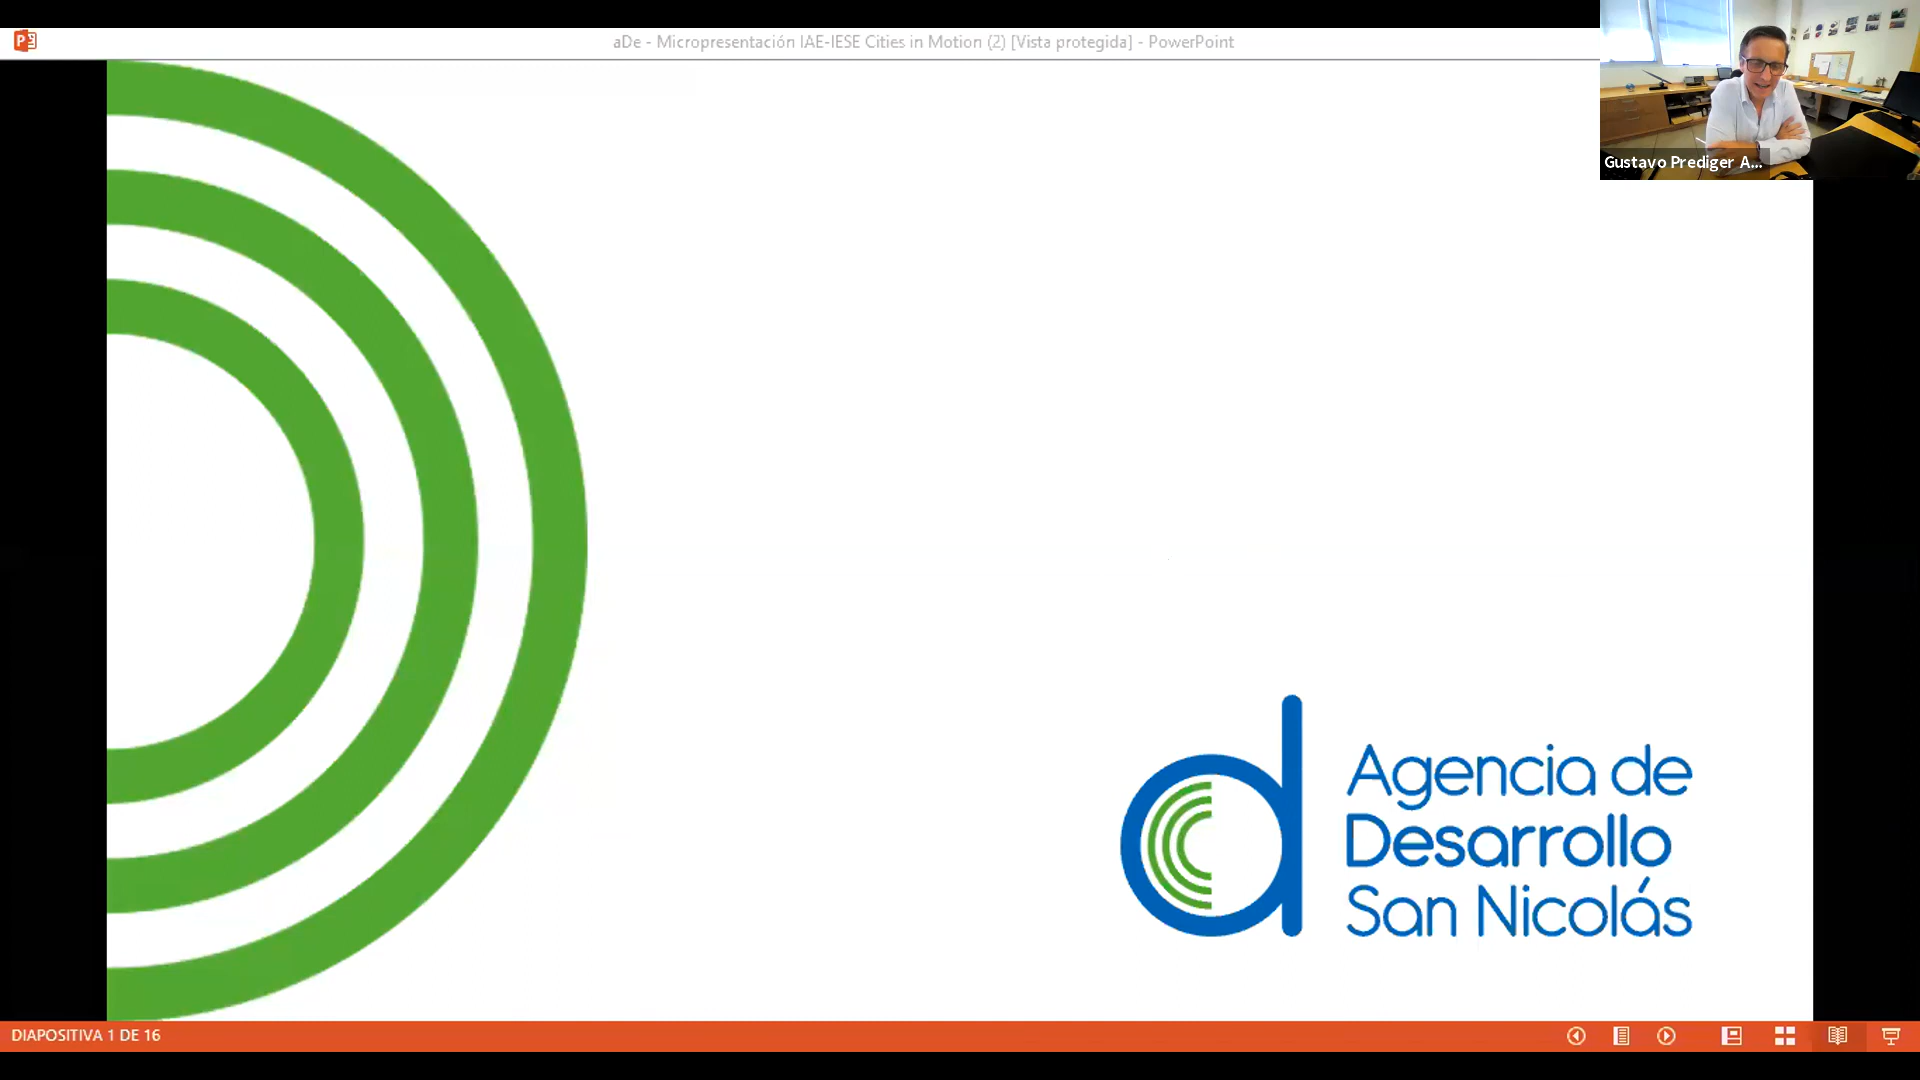 aDe - Micropresentación IAE-IESE Cities in Motion (2) [Vista protegida] - PowerPoint
Gustavo Prediger A...
Agencia de
Desarrollo
San Nicolás
DIAPOSITIVA 1 DE 16